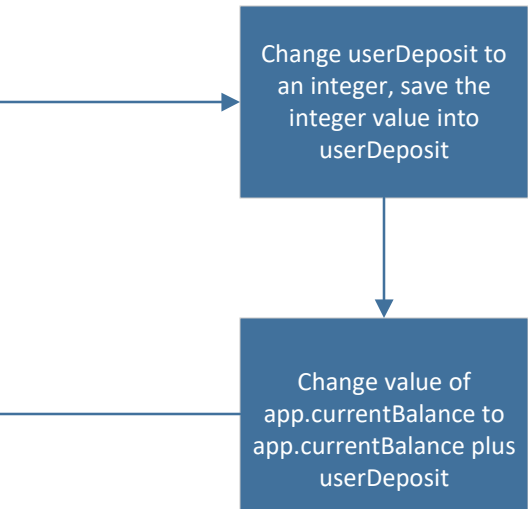 Change userDeposit to
an integer, save the
integer value into
userDeposit
Change value of
app.currentBalance to
app.currentBalance plus
userDeposit